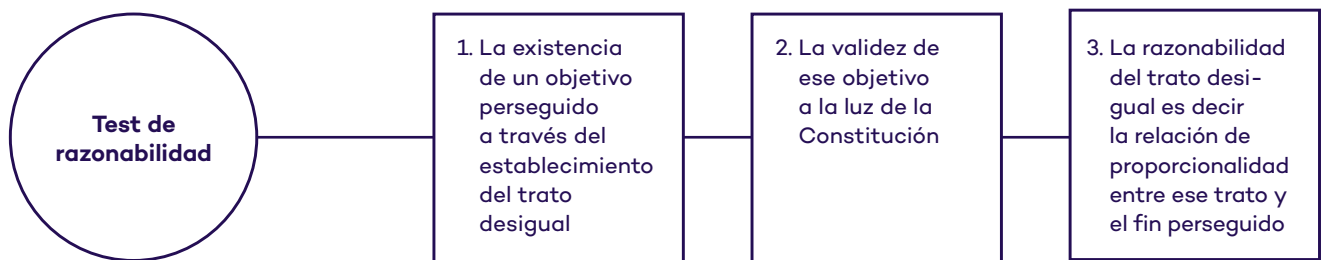 Test de
razonabilidad
1. La existencia
de un objetivo
perseguido
a través del
establecimiento
del trato
desigual
2. La validez de
ese objetivo
a la luz de la
Constitución
3. La razonabilidad
del trato desi-
gual es decir
la relación de
proporcionalidad
entre ese trato y
el fin perseguido